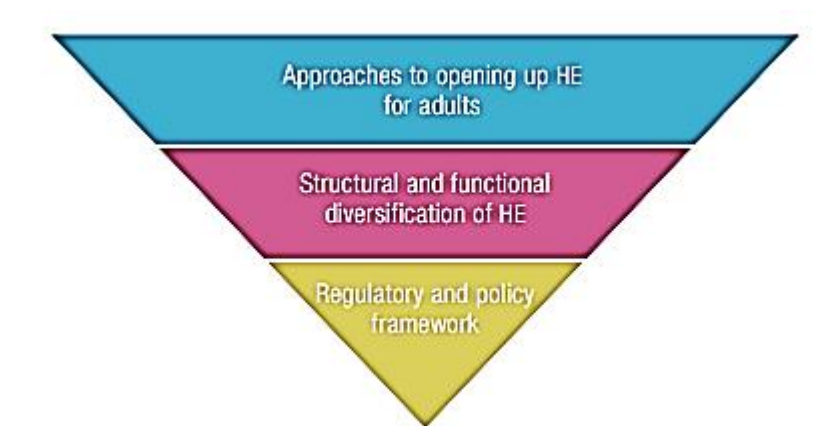 Approaches to opening up HE
for adults
Structural and functional
diversification of HE
Regulatory and policy
framework